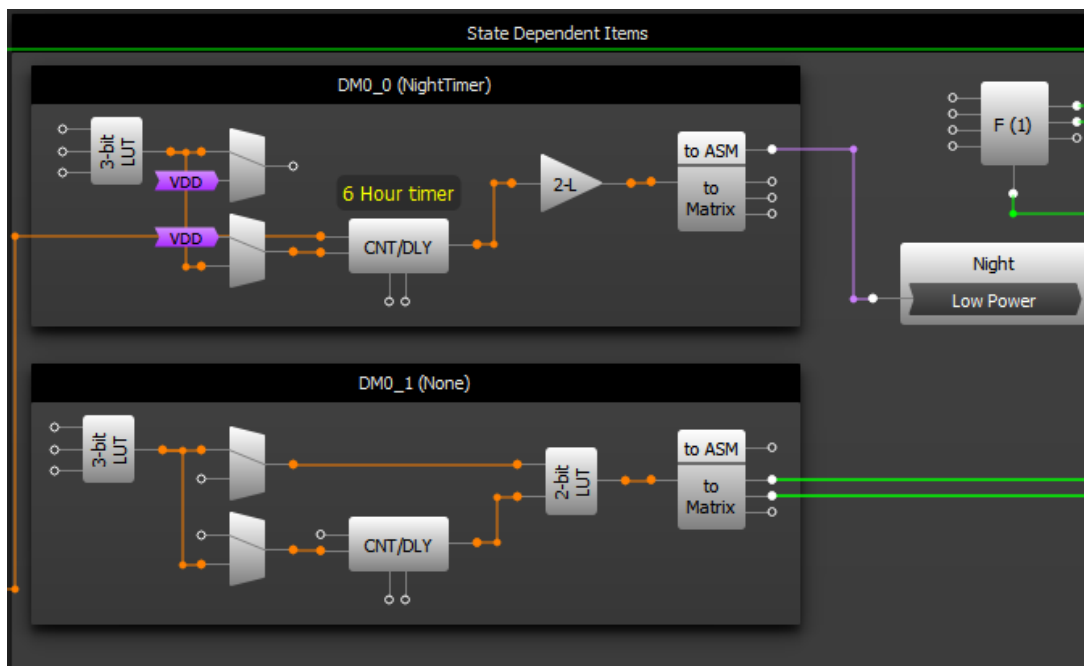 State Dependent Items
DM0_0 (NightTimer)
3-bit
LUT
VDD
VDD
6 Hour timer
CNT/DLY
2-L
to ASM
to
Matrix
F (1)
Night
Low Power
DM0_1 (None)
3-bit
LUT
CNT/DLY
2-bit
LUT
to ASM
to
Matrix